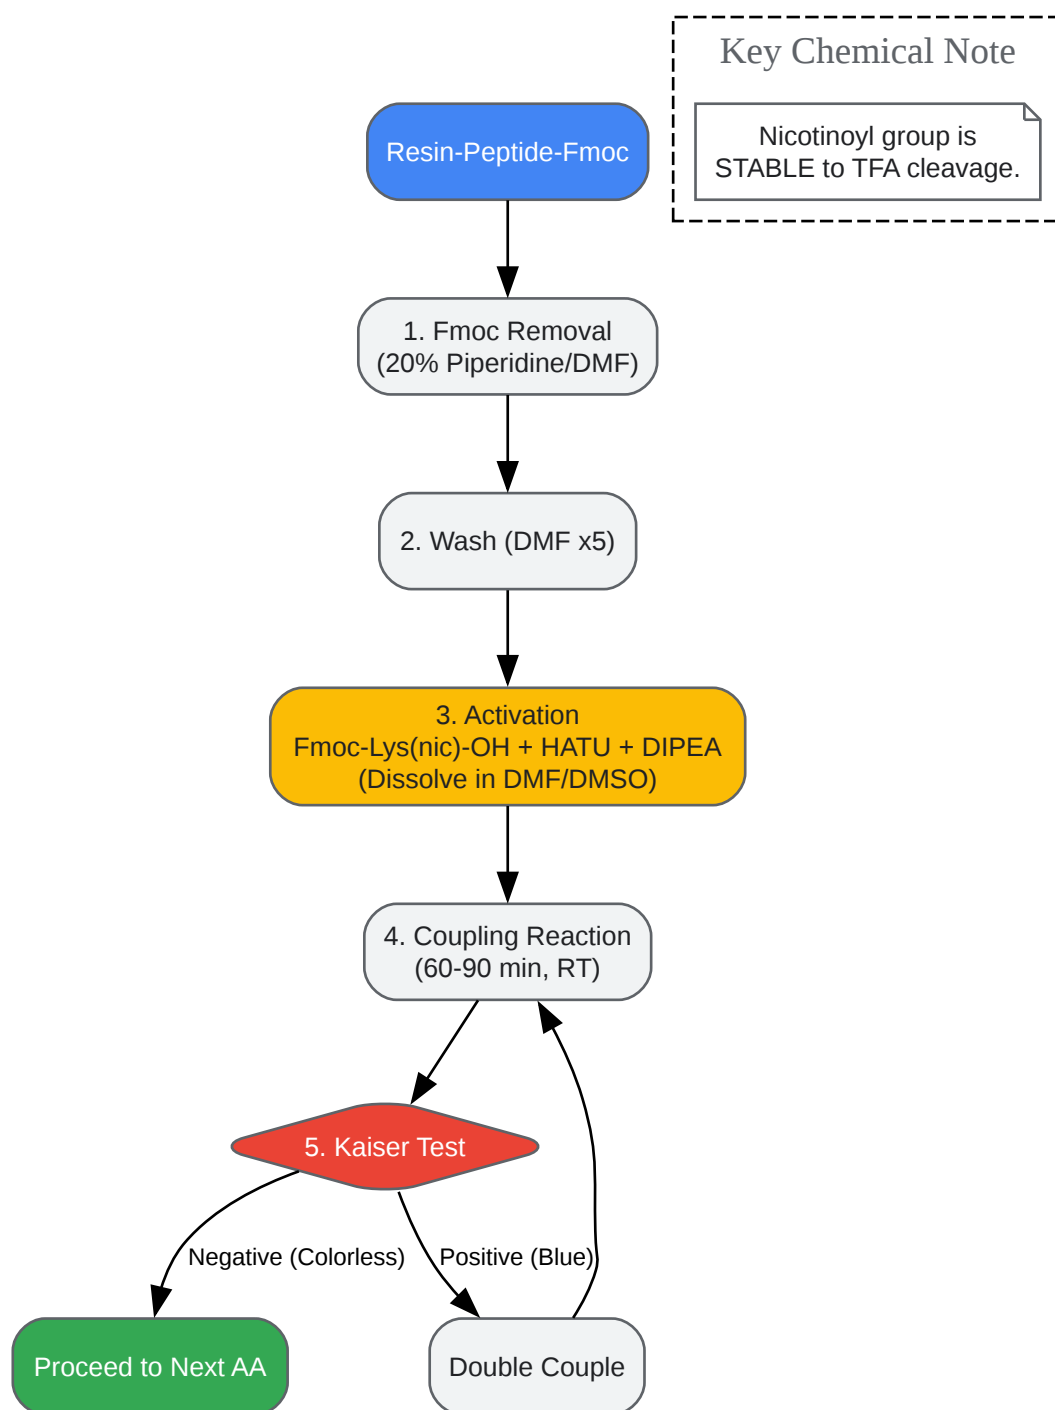 Key Chemical Note
Nicotinoyl group is
STABLE to TFA cleavage.
Resin-Peptide-Fmoc
1. Fmoc Removal
(20% Piperidine/DMF)
2. Wash (DMF x5)
3. Activation
Fmoc-Lys(nic)-OH + HATU + DIPEA
(Dissolve in DMF/DMSO)
4. Coupling Reaction
(60-90 min, RT)
5. Kaiser Test
Negative (Colorless)
Positive (Blue)
Proceed to Next AA
Double Couple